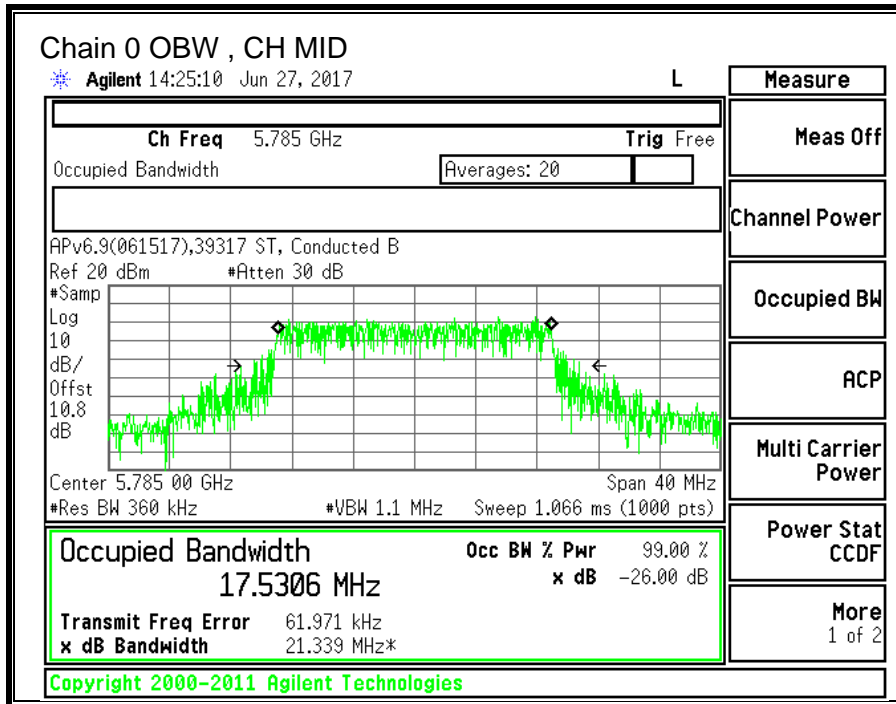 Chain 0 OBW , CH MID
Agilent 14:25:10 Jun 27, 2017 L
Measure
Ch Freq 5.785 GHz Trig Free
Meas Off
Occupied Bandwidth Averages: 20
Channel Power
APv6.9(061517),39317 ST, Conducted B
Ref 20 dBm #Atten 30 dB
#Samp
Log
10
dB/
Offst
10.8
dB
Occupied BW
ACP
Center 5.785 00 GHz Span 40 MHz
#Res BW 360 kHz #VBW 1.1 MHz Sweep 1.066 ms (1000 pts)
Multi Carrier
Power
Occupied Bandwidth Occ BW % Pwr 99.00 %
17.5306 MHz x dB -26.00 dB
Power Stat
CCDF
Transmit Freq Error 61.971 kHz
x dB Bandwidth 21.339 MHz*
More
1 of 2
Copyright 2000-2011 Agilent Technologies